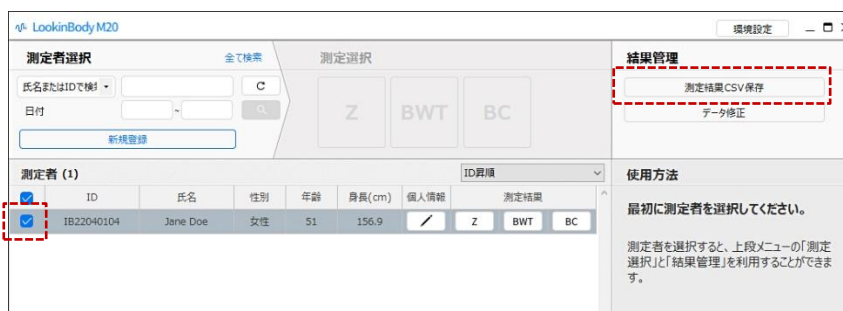 LookinBody M20
環境設定
測定者選択
全て検索
測定選択
結果管理
氏名またはIDで検
C
日付
~
Z
BWT
BC
測定結果CSV保存
データ修正
新規登録
測定者 (1)
ID昇順
使用方法
ID 氏名 性別 年齢 身長(cm) 個人情報 測定結果
IB22040104 Jane Doe 女性 51 156.9 Z BWT BC
最初に測定者を選択してください。
測定者を選択すると、上段メニューの「測定
選択」と「結果管理」を利用することができま
す。